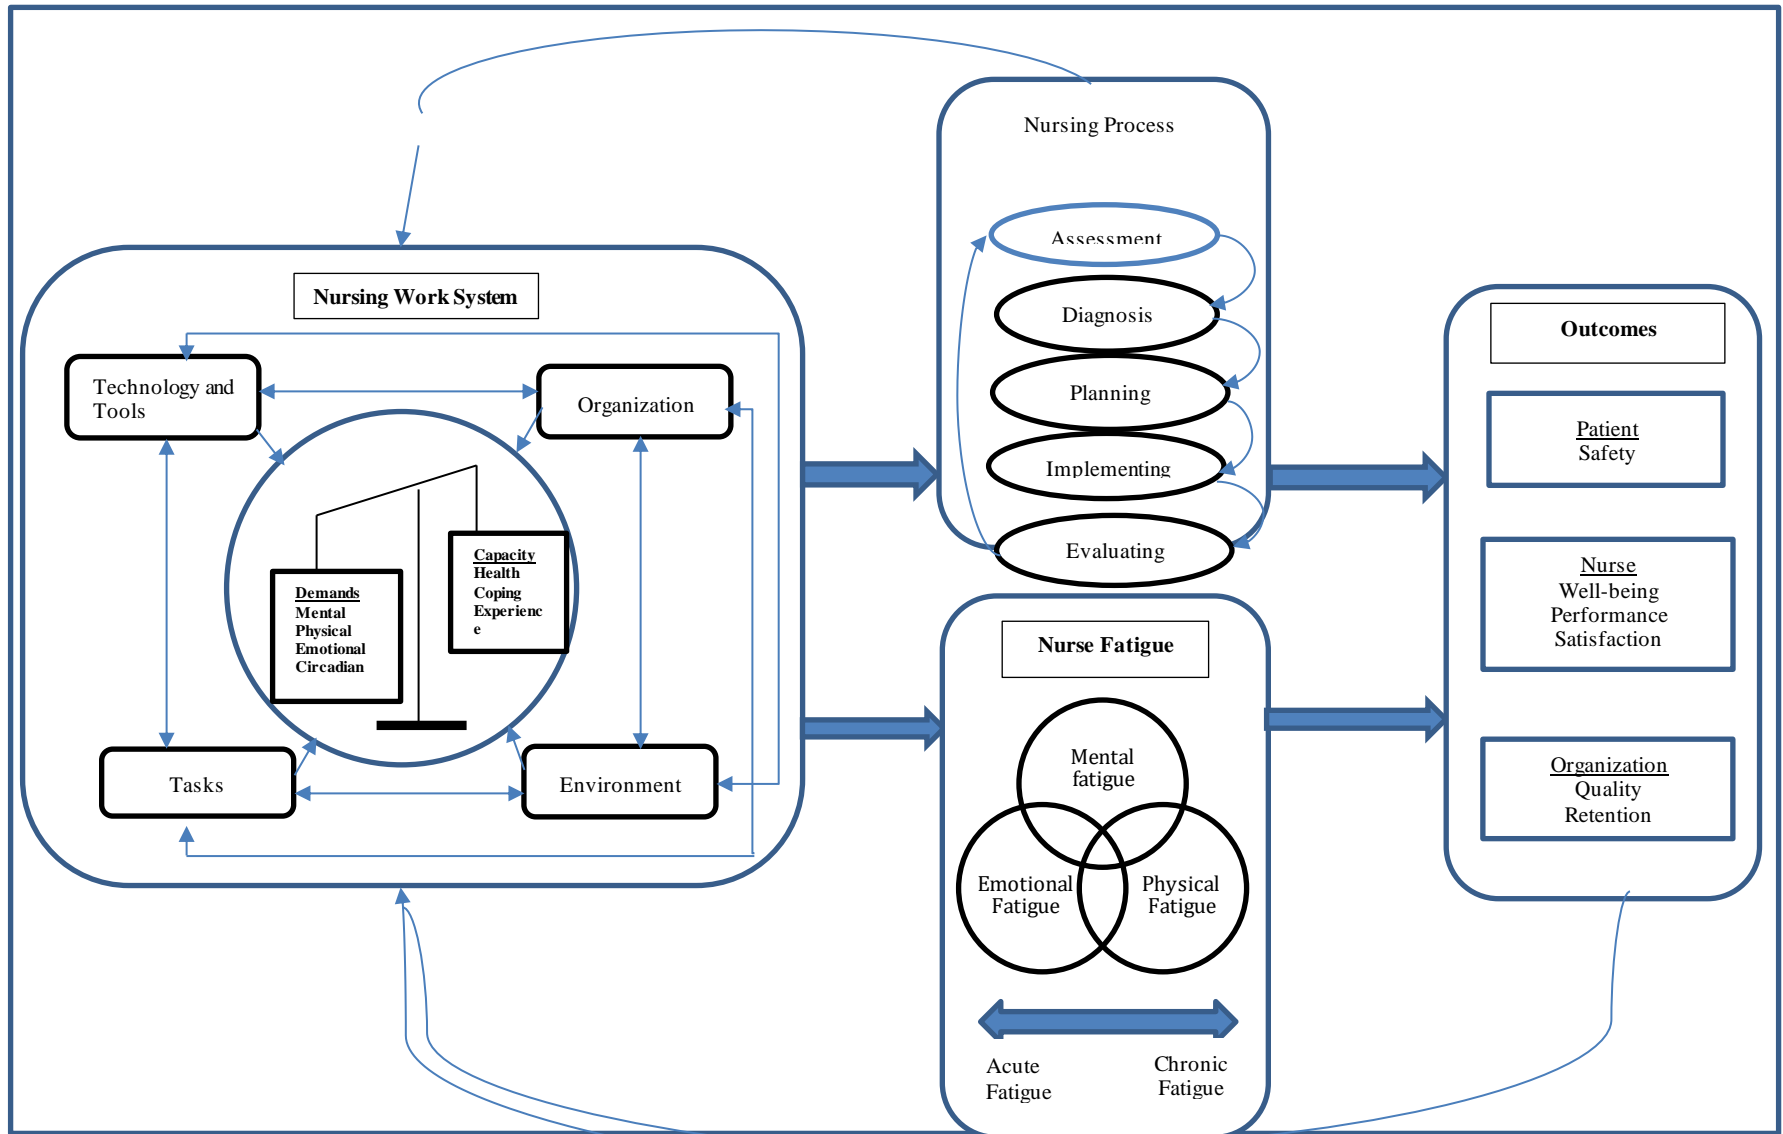 Nursing Work System
Technology and
Tools
Organization
Demands
Mental
Physical
Emotional
Circadian
Capacity
Health
Coping
Experienc
e
Tasks
Environment
Nursing Process
Assessment
Diagnosis
Planning
Implementing
Evaluating
Nurse Fatigue
Mental
fatigue
Emotional
Fatigue
Physical
Fatigue
Acute
Fatigue
Chronic
Fatigue
Outcomes
Patient
Safety
Nurse
Well-being
Performance
Satisfaction
Organization
Quality
Retention